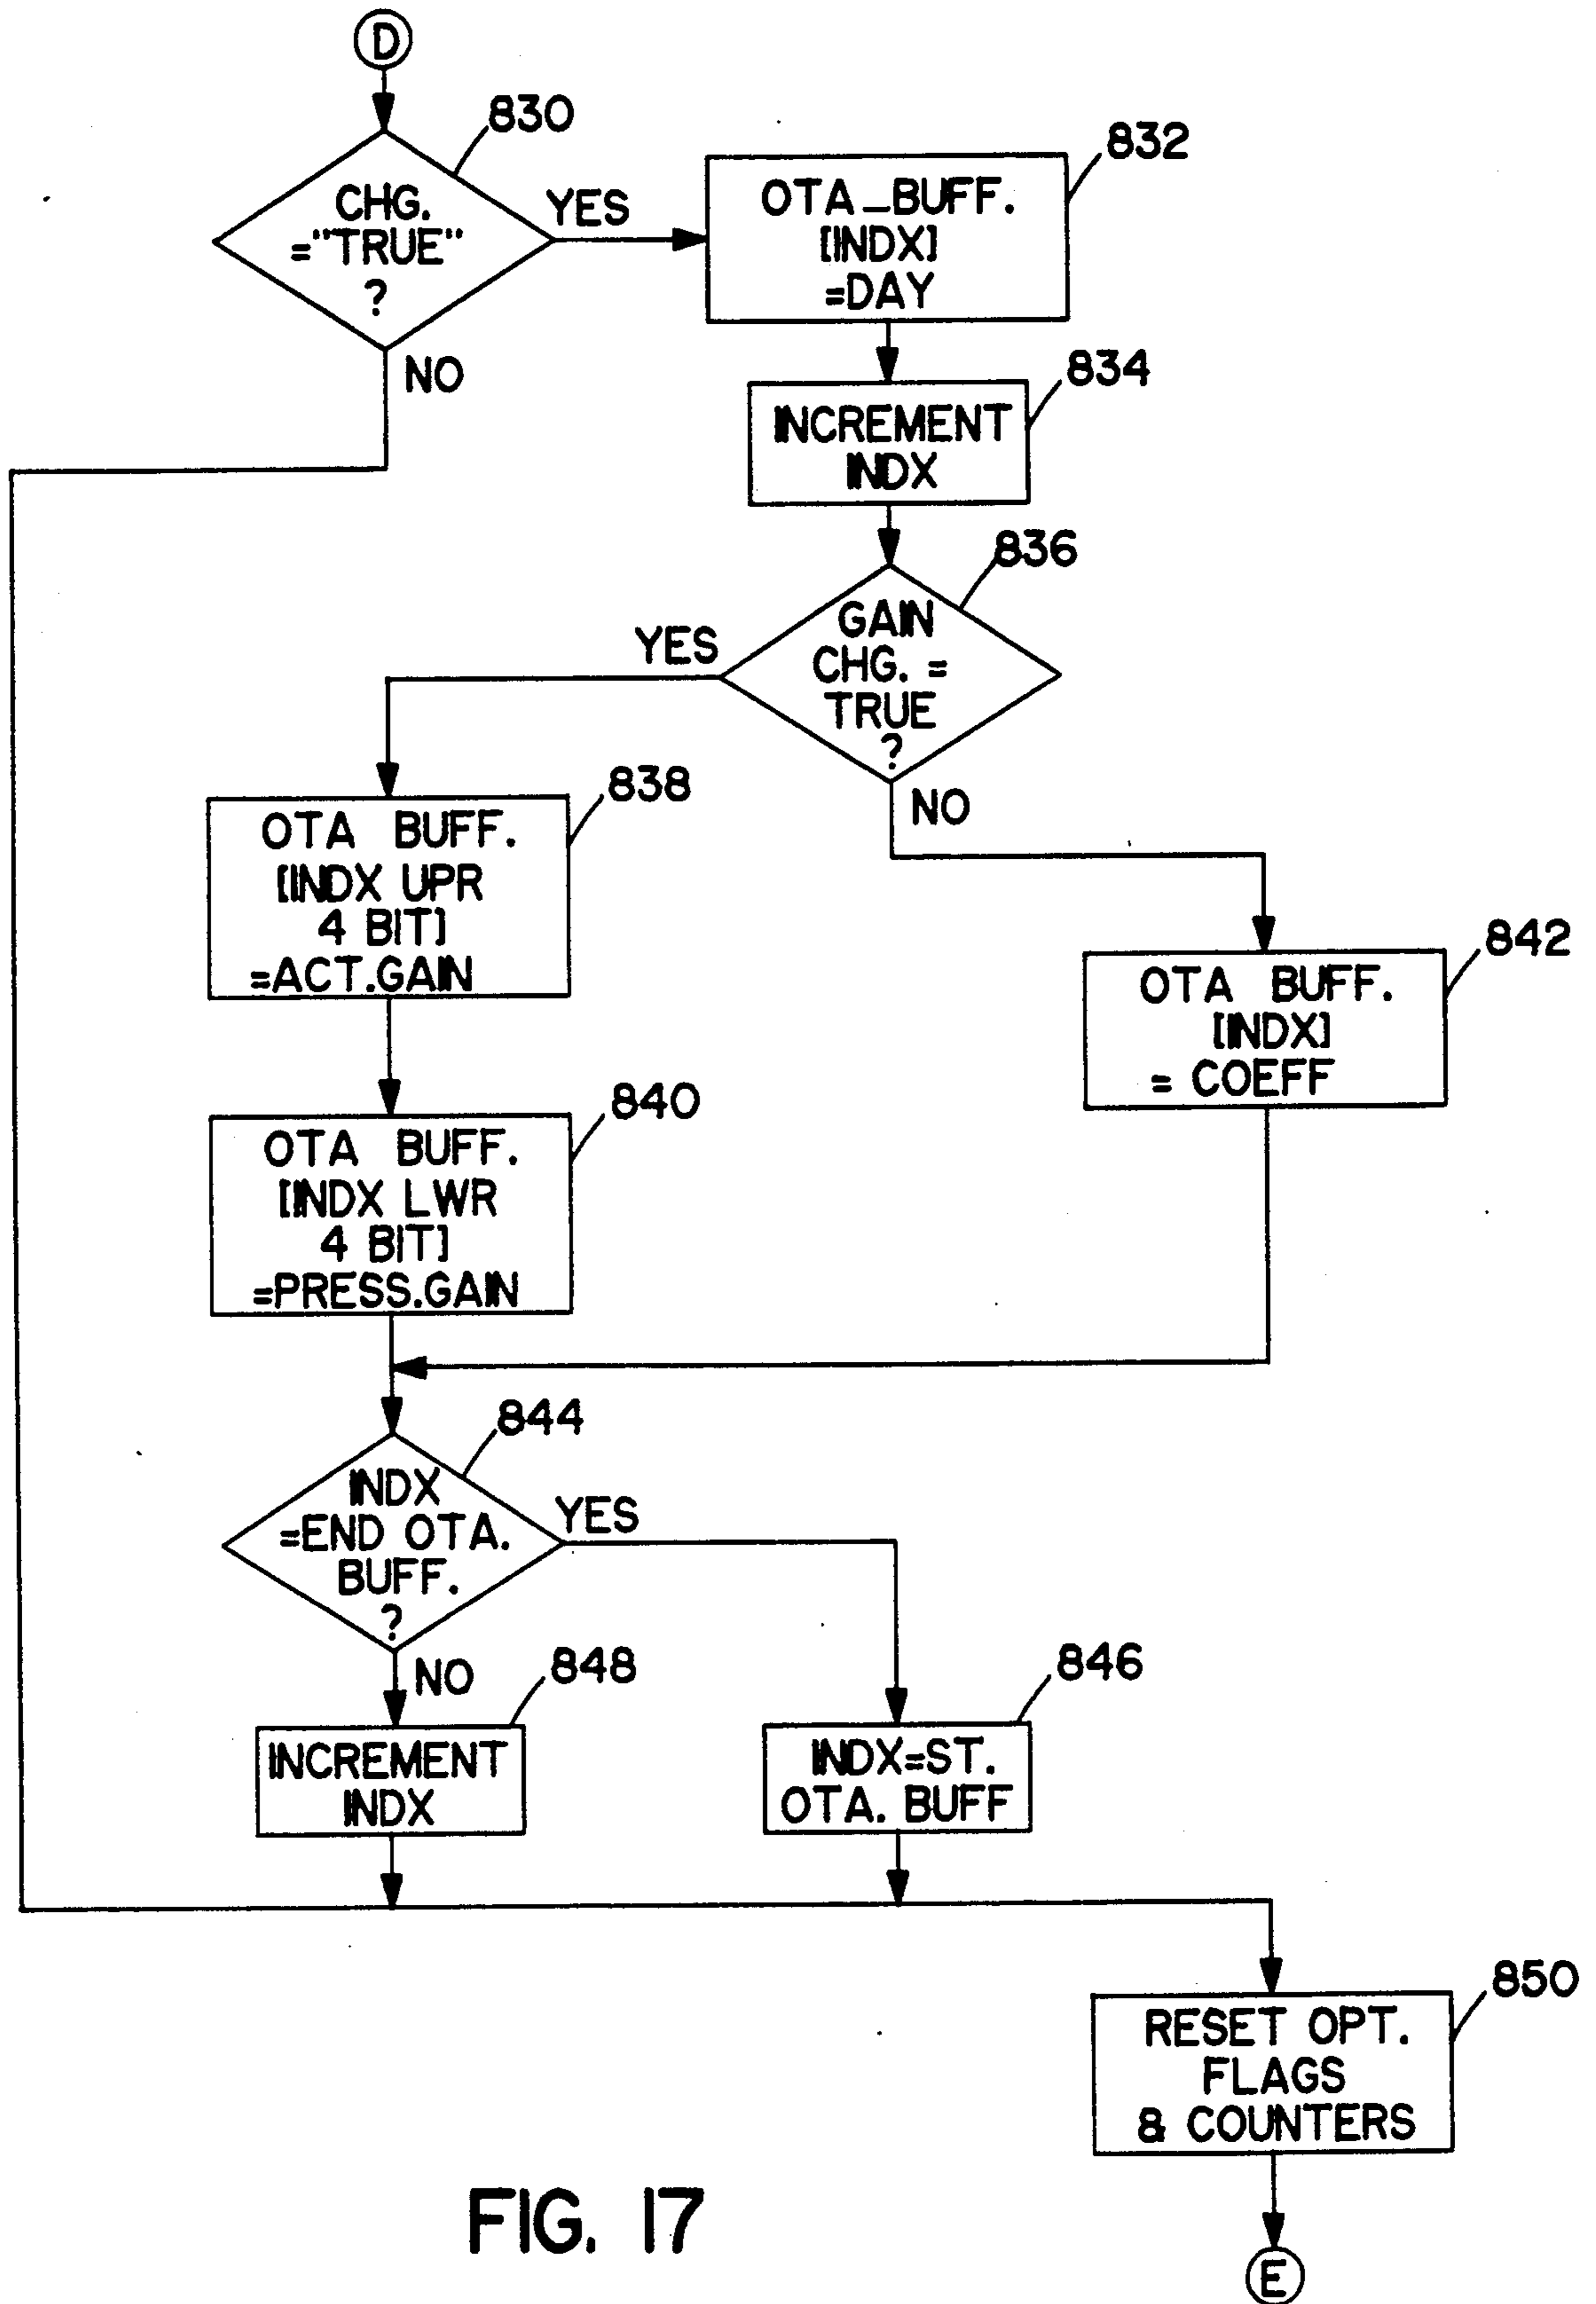 D
830
CHG.
="TRUE"
?
YES
NO
832
OTA_BUFF.
[INDX]
=DAY
834
INCREMENT
INDX
836
GAIN
CHG. =
TRUE
?
YES
NO
838
OTA BUFF.
[INDX UPR
4 BIT]
=ACT.GAIN
842
OTA BUFF.
[INDX]
= COEFF
840
OTA BUFF.
[INDX LWR
4 BIT]
=PRESS.GAIN
844
INDX
=END OTA.
BUFF.
?
YES
NO
848
INCREMENT
INDX
846
INDX=ST.
OTA. BUFF
850
RESET OPT.
FLAGS
& COUNTERS
E
FIG. 17